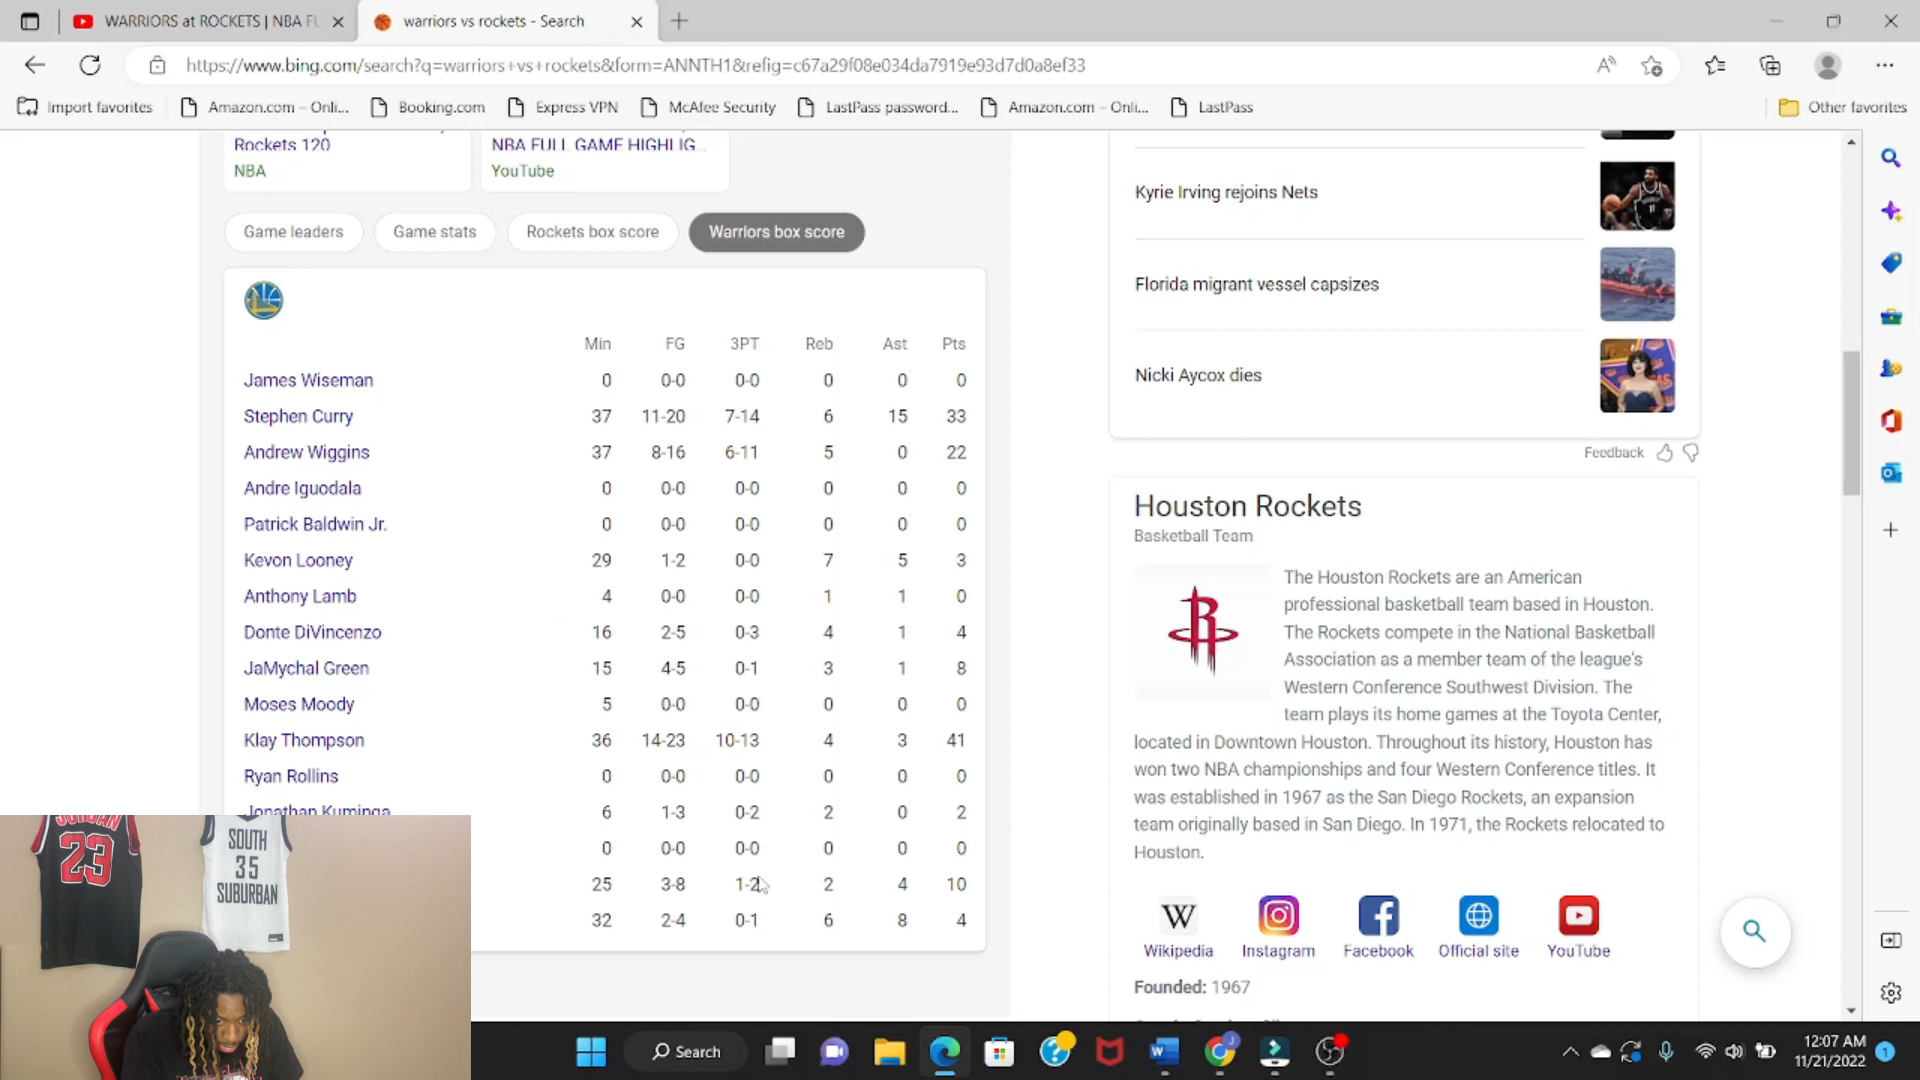 WARRIORS at ROCKETS | NBA FU
warriors vs rockets - Search
https://www.bing.com/search?q=warriors+vs+rockets&form=ANNTH1&refig=c67a29f08e034da7919e93d7d0a8ef33
Import favorites
Amazon.com – Onli...
Booking.com
Express VPN
McAfee Security
LastPass password...
Amazon.com – Onli...
LastPass
Other favorites
Rockets 120
NBA
NBA FULL GAME HIGHLIG...
YouTube
Game leaders
Game stats
Rockets box score
Warriors box score
Min FG 3PT Reb Ast Pts
James Wiseman 0 0-0 0-0 0 0 0
Stephen Curry 37 11-20 7-14 6 15 33
Andrew Wiggins 37 8-16 6-11 5 0 22
Andre Iguodala 0 0-0 0-0 0 0 0
Patrick Baldwin Jr. 0 0-0 0-0 0 0 0
Kevon Looney 29 1-2 0-0 7 5 3
Anthony Lamb 4 0-0 0-0 1 1 0
Donte DiVincenzo 16 2-5 0-3 4 1 4
JaMychal Green 15 4-5 0-1 3 1 8
Moses Moody 5 0-0 0-0 0 0 0
Klay Thompson 36 14-23 10-13 4 3 41
Ryan Rollins 0 0-0 0-0 0 0 0
Jonathan Kuminga 6 1-3 0-2 2 0 2
0 0-0 0-0 0 0 0
25 3-8 1-2 2 4 10
32 2-4 0-1 6 8 4
JORDAN
23
SOUTH
35
SUBURBAN
Kyrie Irving rejoins Nets
Florida migrant vessel capsizes
Nicki Aycox dies
Feedback
Houston Rockets
Basketball Team
The Houston Rockets are an American
professional basketball team based in Houston.
The Rockets compete in the National Basketball
Association as a member team of the league's
Western Conference Southwest Division. The
team plays its home games at the Toyota Center,
located in Downtown Houston. Throughout its history, Houston has
won two NBA championships and four Western Conference titles. It
was established in 1967 as the San Diego Rockets, an expansion
team originally based in San Diego. In 1971, the Rockets relocated to
Houston.
W
Wikipedia
Instagram
Facebook
Official site
YouTube
Founded: 1967
Search
12:07 AM
11/21/2022
1